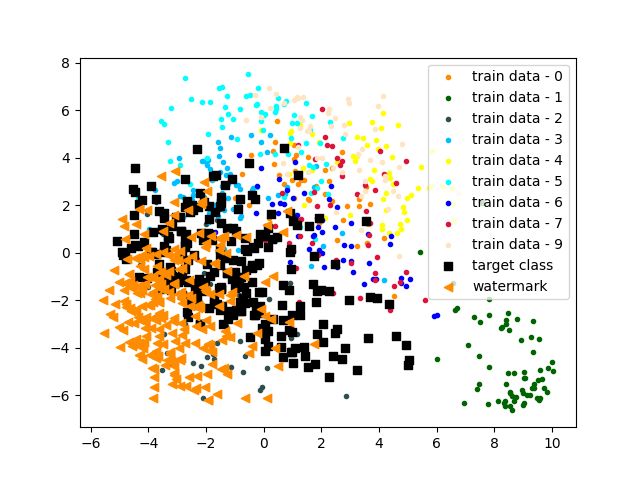 8
6
4
2
0
−2
−4
−6
−6
−4
−2
0
2
4
6
8
10
train data - 0
train data - 1
train data - 2
train data - 3
train data - 4
train data - 5
train data - 6
train data - 7
train data - 9
target class
watermark